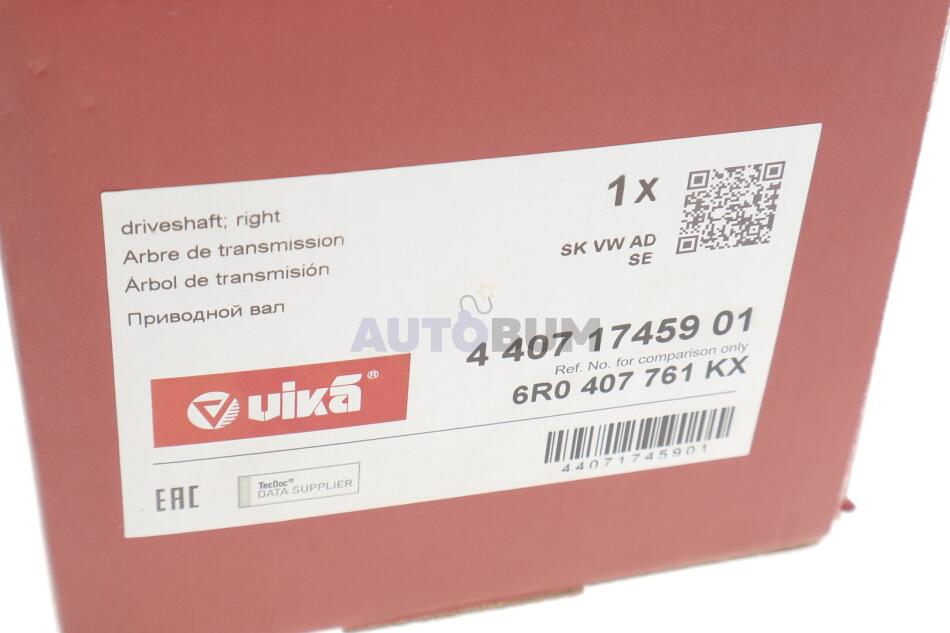 driveshaft; right
Arbre de transmission
Árbol de transmisión
Приводной вал
1 x
SK VW AD
SE
AUTOBUM
4 407 17459 01
Ref. No. for comparison only
6R0 407 761 KX
vika®
44071745901
EAC
TecDoc®
DATA SUPPLIER